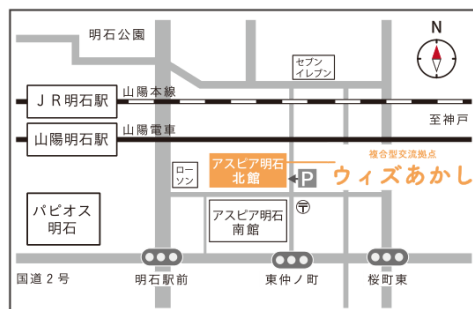 明石公園
N
セブン
イレブン
山陽本線
JR明石駅
至神戸
山陽電車
山陽明石駅
複合型交流拠点
ウィズあかし
アスピア明石
北館
P
ロー
ソン
〒
アスピア明石
南館
パピオス
明石
国道2号
明石駅前
東仲ノ町
桜町東